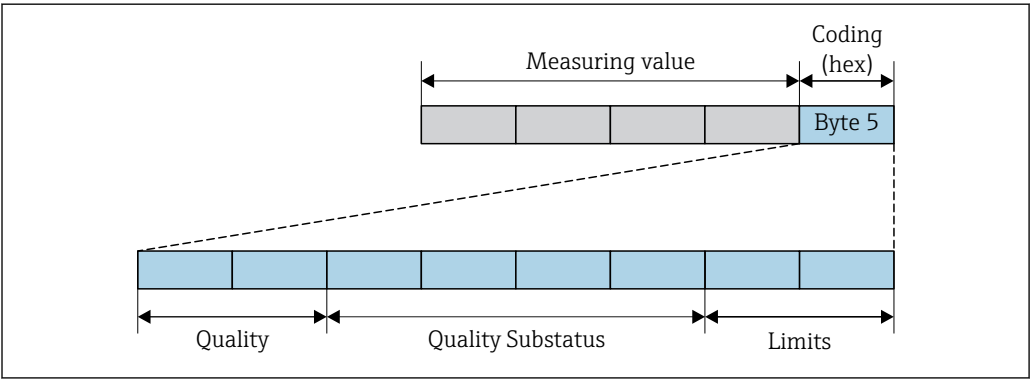 Coding
Measuring value
(hex)
Byte 5
Quality
Quality Substatus
Limits